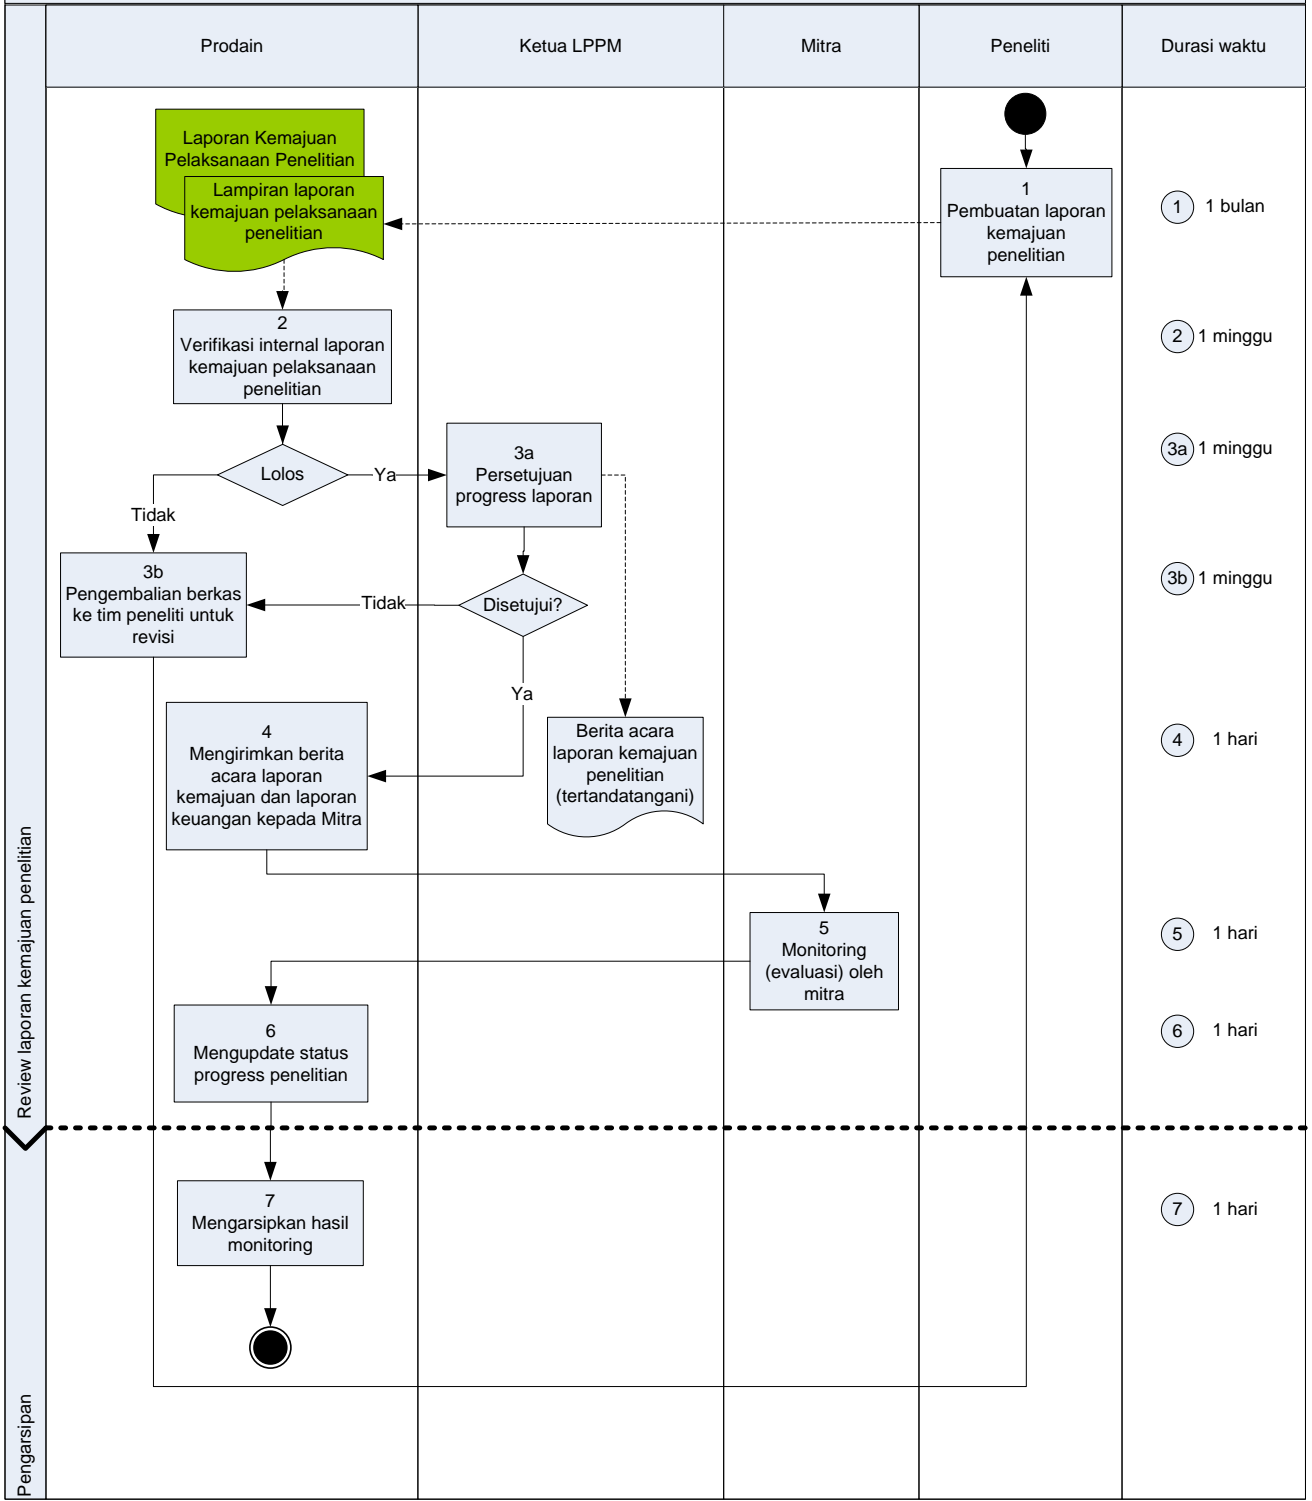 Prodain
Ketua LPPM
Mitra
Peneliti
Durasi waktu
Laporan Kemajuan
Pelaksanaan Penelitian
Lampiran laporan
kemajuan pelaksanaan
penelitian
1
Pembuatan laporan
kemajuan
penelitian
1 1 bulan
2
Verifikasi internal laporan
kemajuan pelaksanaan
penelitian
2 1 minggu
Lolos
Ya
Tidak
3a
Persetujuan
progress laporan
3a 1 minggu
3b
Pengembalian berkas
ke tim peneliti untuk
revisi
Tidak
Disetujui?
Ya
3b 1 minggu
4
Mengirimkan berita
acara laporan
kemajuan dan laporan
keuangan kepada Mitra
Berita acara
laporan kemajuan
penelitian
(tertandatangani)
4 1 hari
5
Monitoring
(evaluasi) oleh
mitra
5 1 hari
6
Mengupdate status
progress penelitian
6 1 hari
Review laporan kemajuan penelitian
7
Mengarsipkan hasil
monitoring
7 1 hari
Pengarsipan